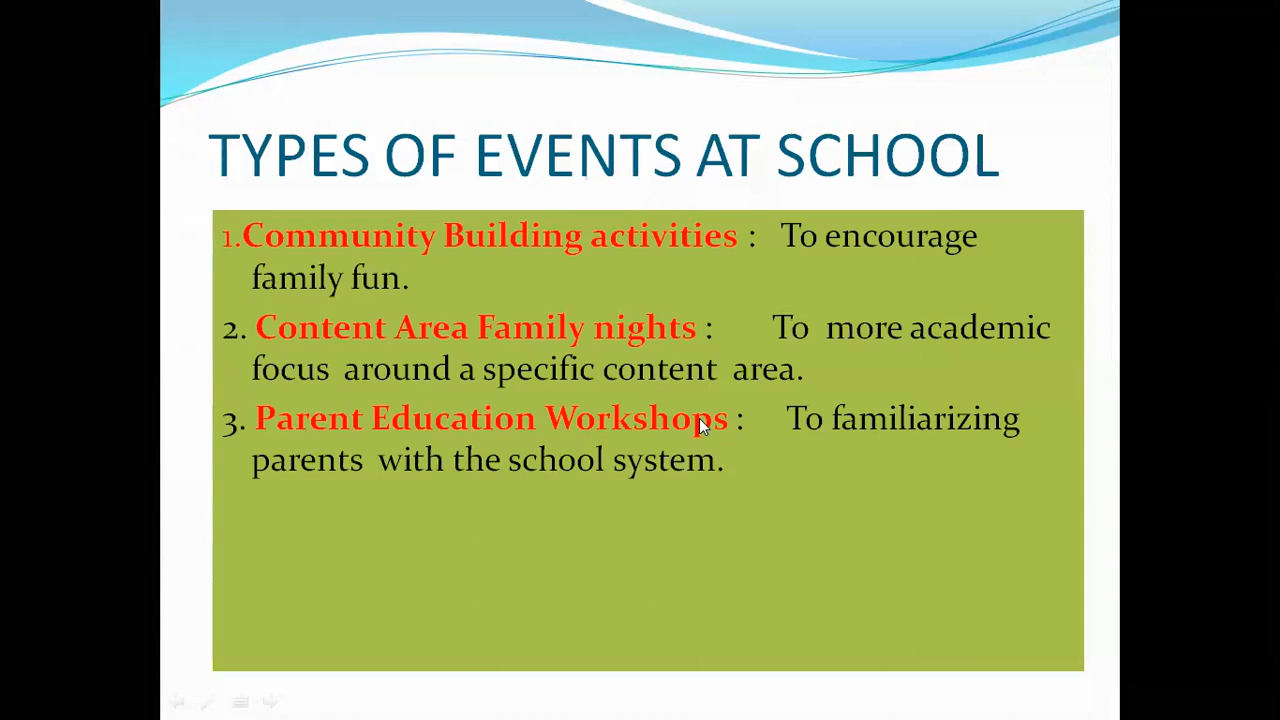 TYPES OF EVENTS AT SCHOOL
1.Community Building activities : To encourage
family fun.
2. Content Area Family nights : To more academic
focus around a specific content area.
3. Parent Education Workshops : To familiarizing
parents with the school system.